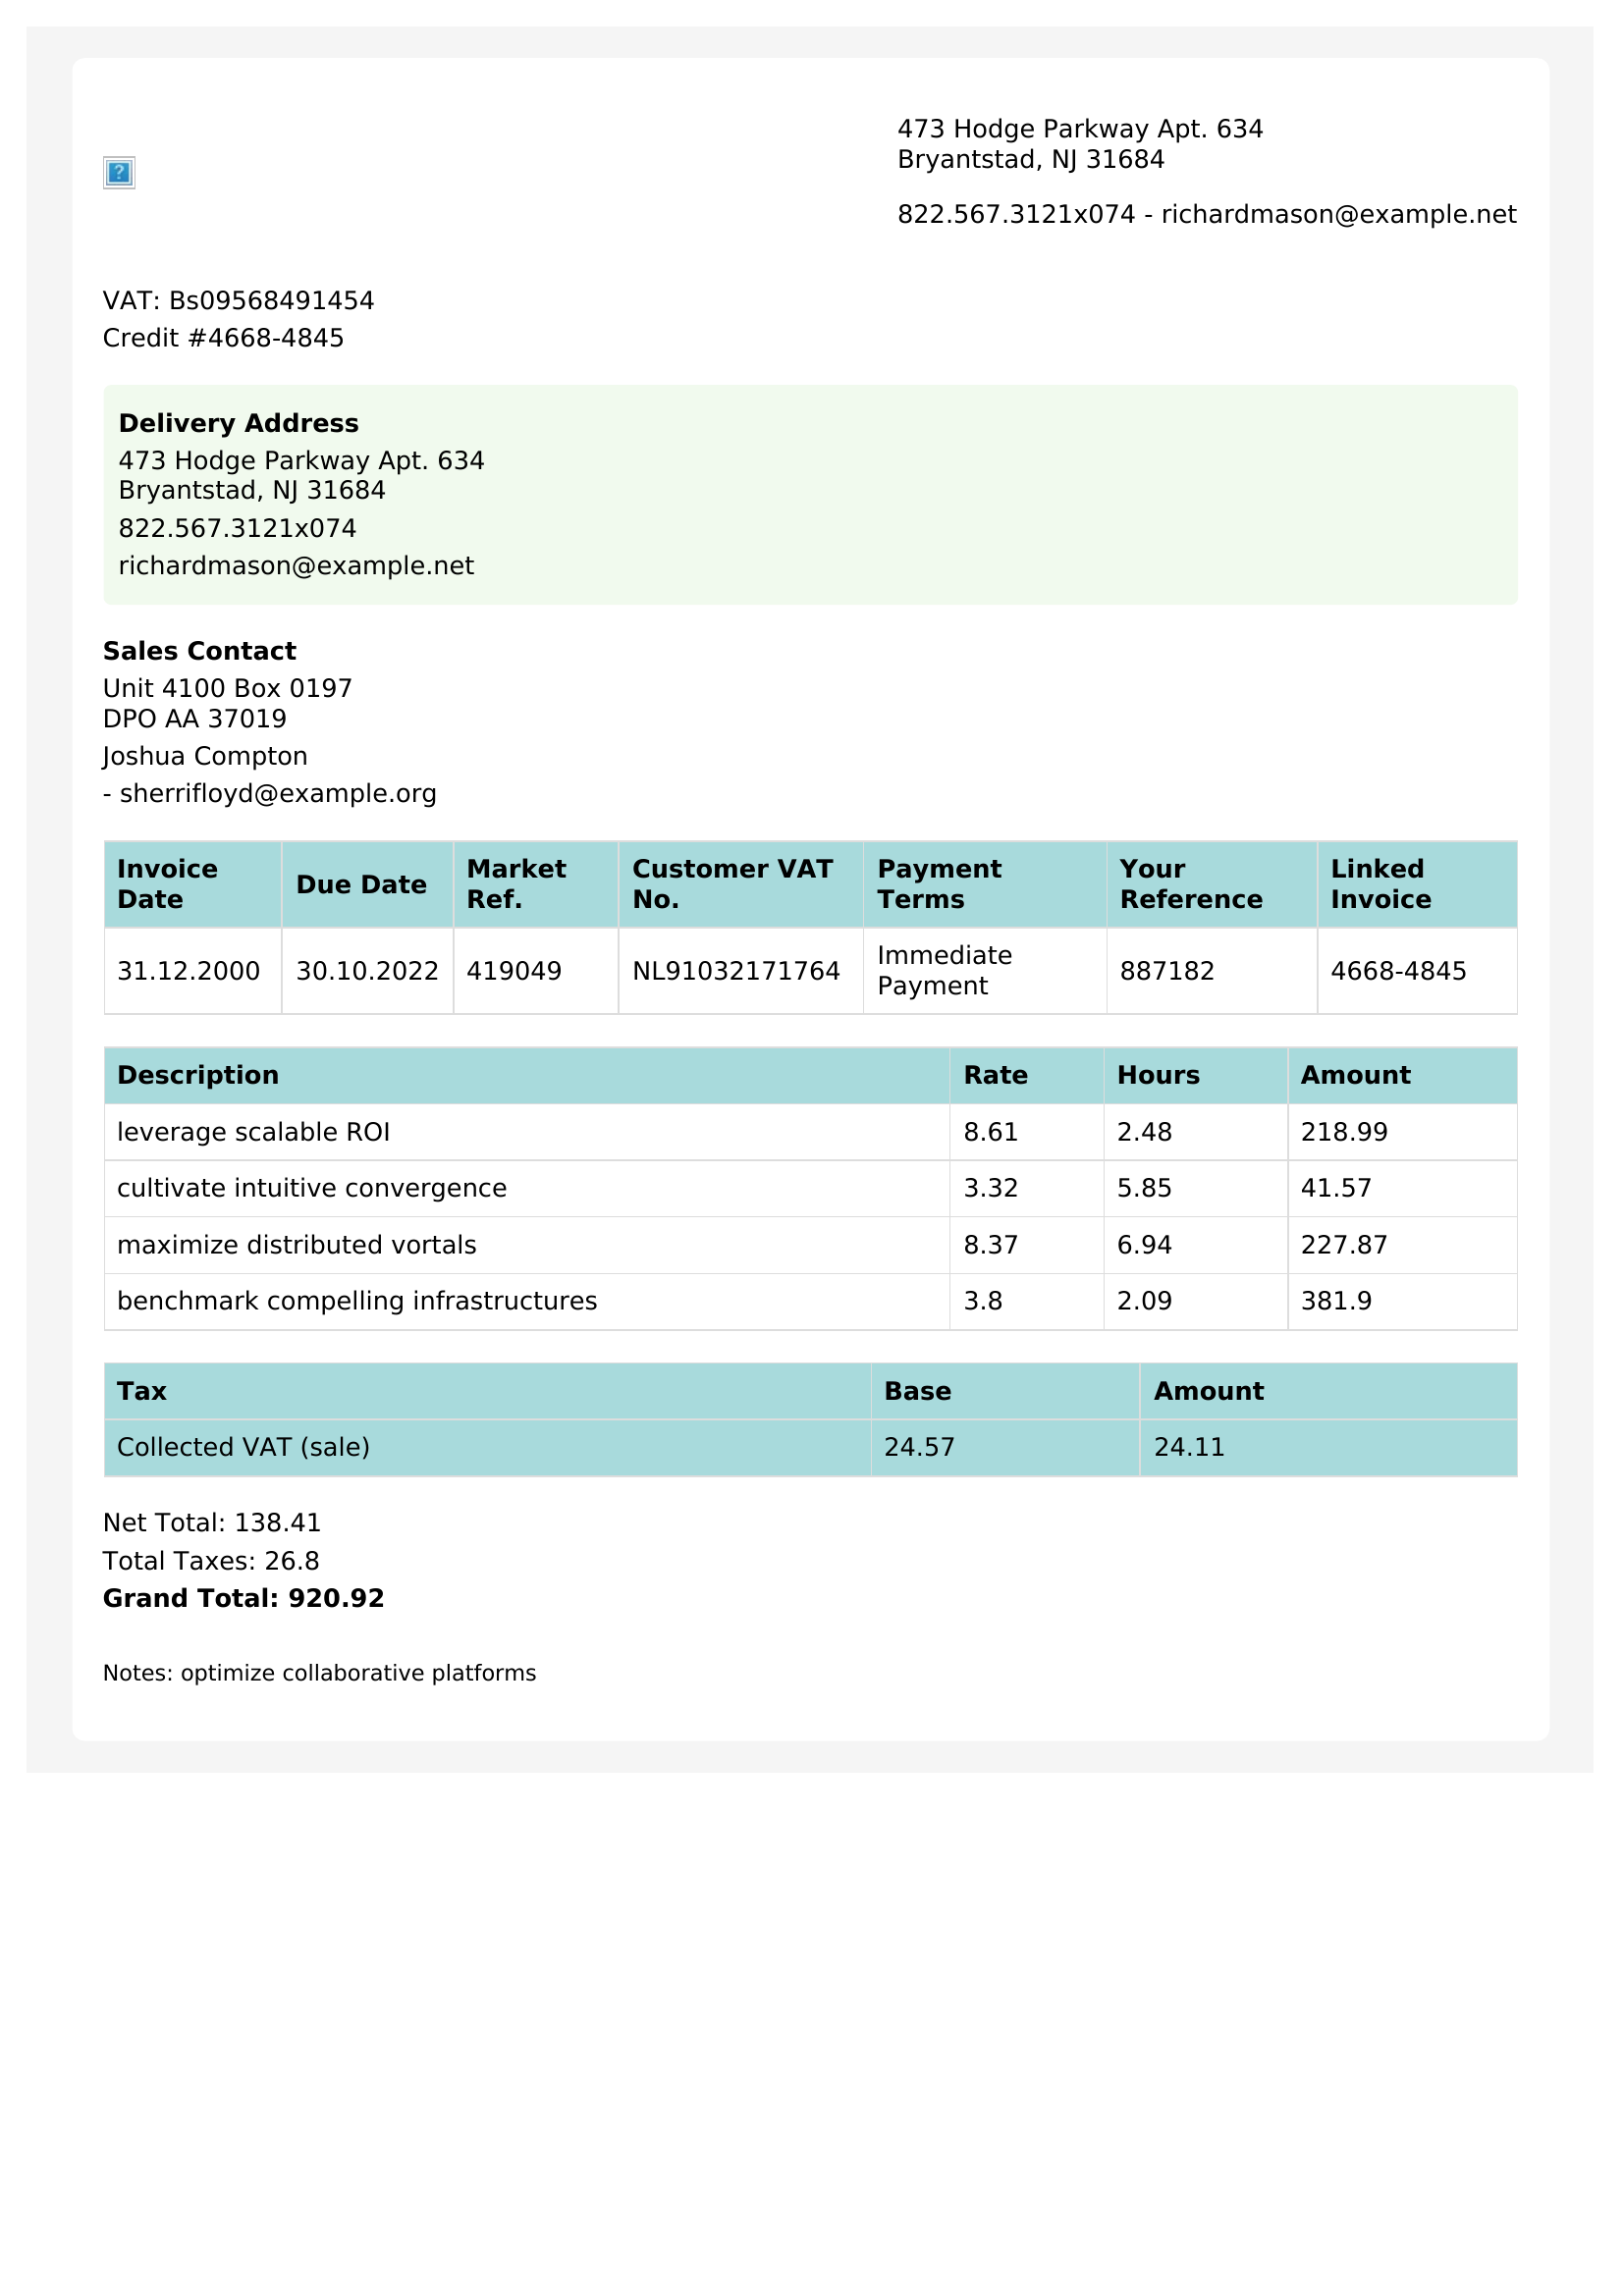 473 Hodge Parkway Apt. 634
Bryantstad, NJ 31684
822.567.3121x074 - richardmason@example.net
VAT: Bs09568491454
Credit #4668-4845
Delivery Address
473 Hodge Parkway Apt. 634
Bryantstad, NJ 31684
822.567.3121x074
richardmason@example.net
Sales Contact
Unit 4100 Box 0197
DPO AA 37019
Joshua Compton
- sherrifloyd@example.org
Invoice Date Due Date Market Ref. Customer VAT No. Payment Terms Your Reference Linked Invoice
31.12.2000 30.10.2022 419049 NL91032171764 Immediate Payment 887182 4668-4845
Description Rate Hours Amount
leverage scalable ROI 8.61 2.48 218.99
cultivate intuitive convergence 3.32 5.85 41.57
maximize distributed vortals 8.37 6.94 227.87
benchmark compelling infrastructures 3.8 2.09 381.9
Tax Base Amount
Collected VAT (sale) 24.57 24.11
Net Total: 138.41
Total Taxes: 26.8
Grand Total: 920.92
Notes: optimize collaborative platforms